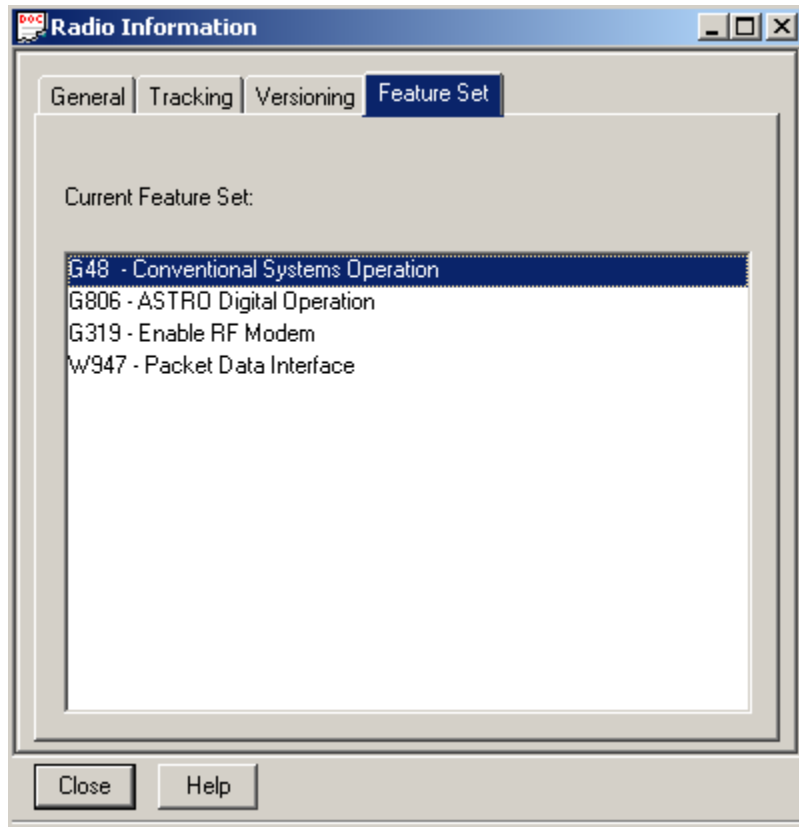 DOC Radio Information
General Tracking Versioning Feature Set
Current Feature Set:
G48 - Conventional Systems Operation
G806 - ASTRO Digital Operation
G319 - Enable RF Modem
W947 - Packet Data Interface
Close Help